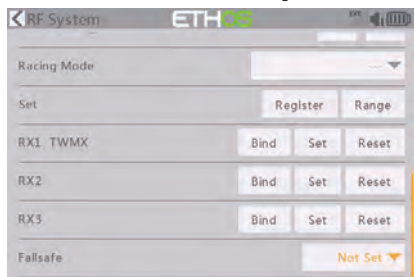 RF System ETHOS
Racing Mode ---
Set Register Range
RX1 TWMX Bind Set Reset
RX2 Bind Set Reset
RX3 Bind Set Reset
Failsafe Not Set